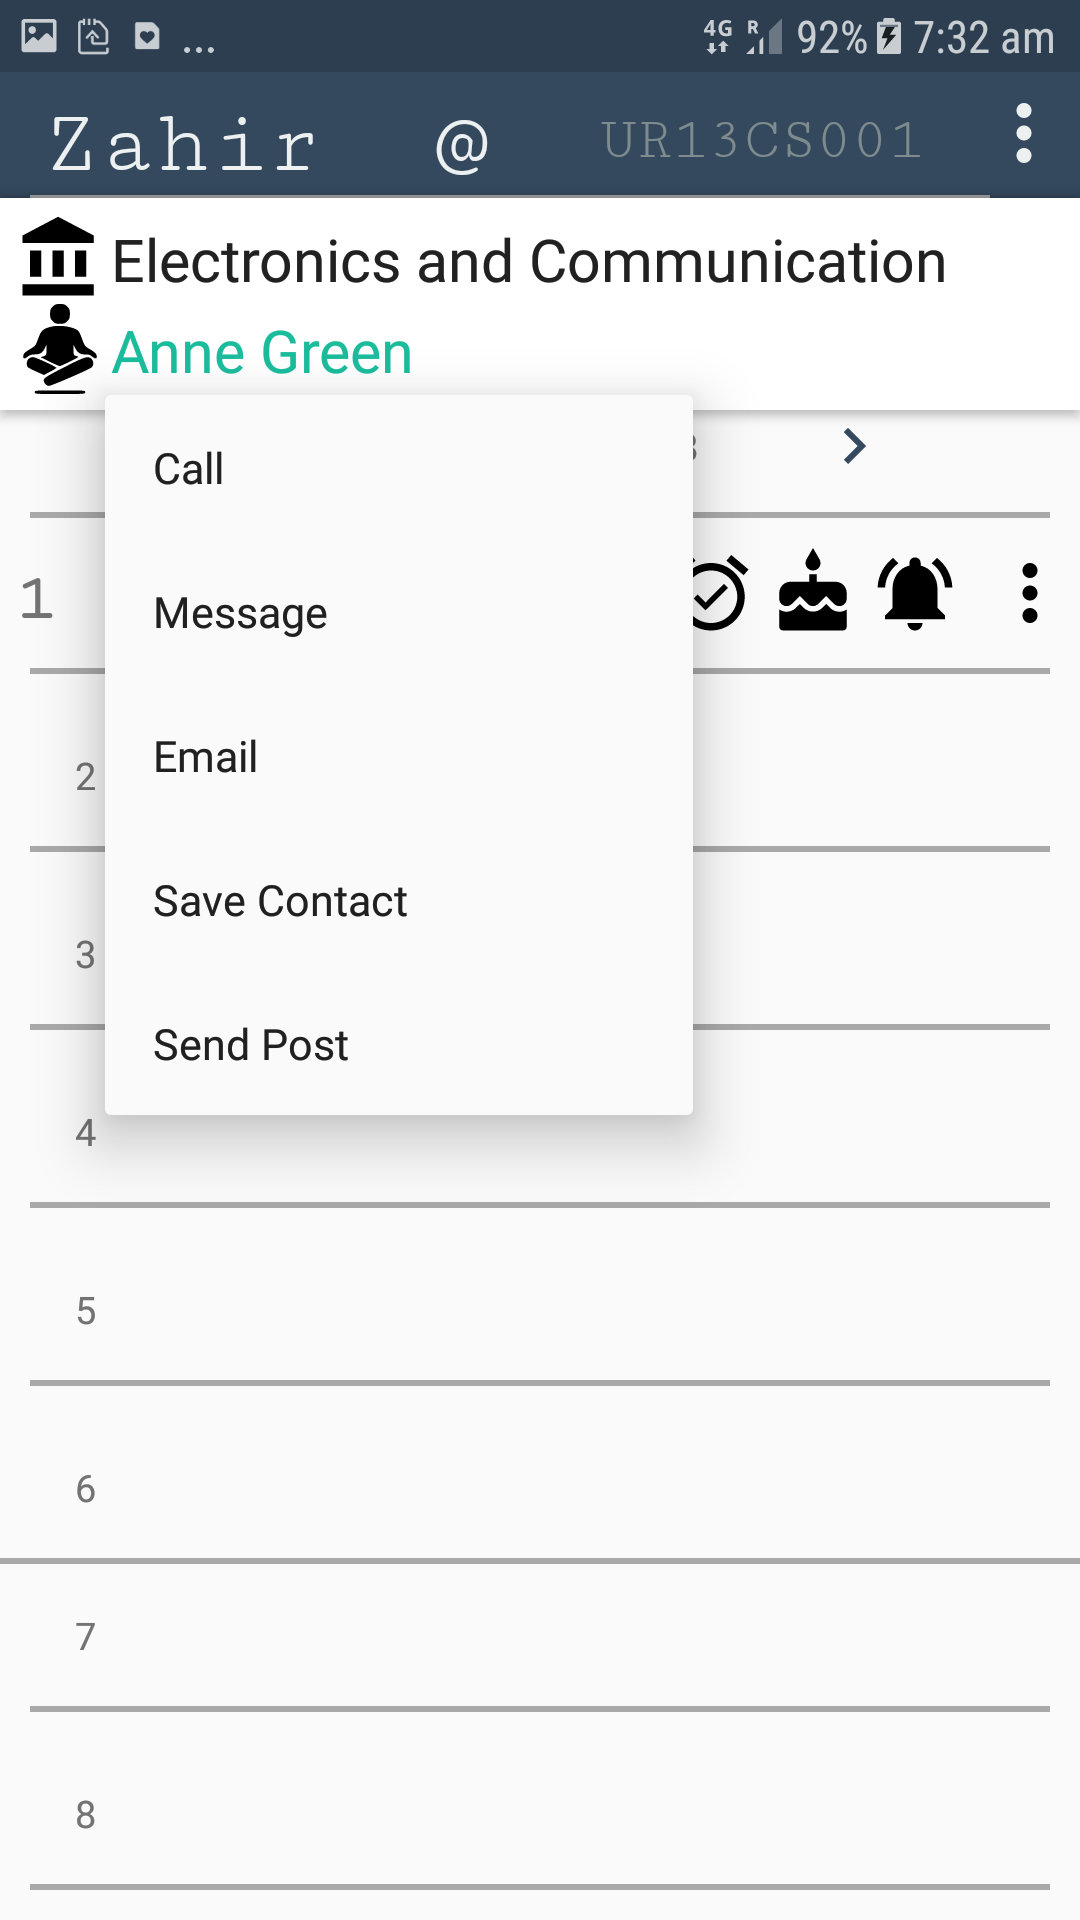 ... 4G R 92% 7:32 am
Zahir @ UR13CS001
Electronics and Communication
Anne Green
Call
1
Message
2
Email
3
Save Contact
4
Send Post
5
6
7
8